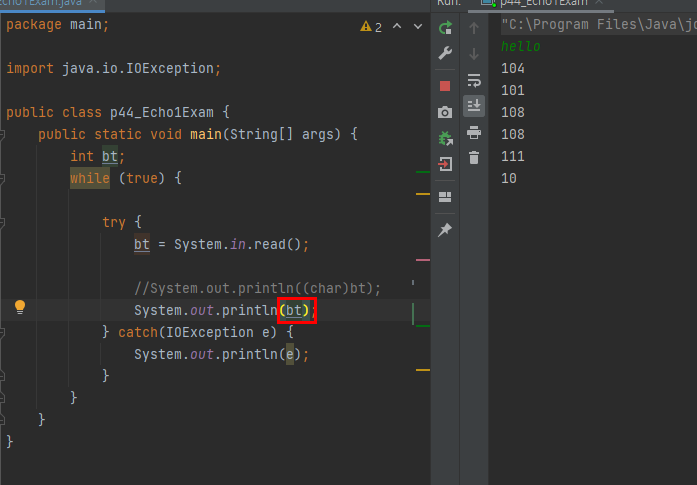 Echo1Exam.java
package main;
2
import java.io.IOException;
public class p44_Echo1Exam {
public static void main(String[] args) {
int bt;
while (true) {
try {
bt = System.in.read();
//System.out.println((char)bt);
System.out.println(bt);
} catch(IOException e) {
System.out.println(e);
}
}
}
}
Run:
p44_Echo1Exam
"C:\Program Files\Java\j
hello
104
101
108
108
111
10